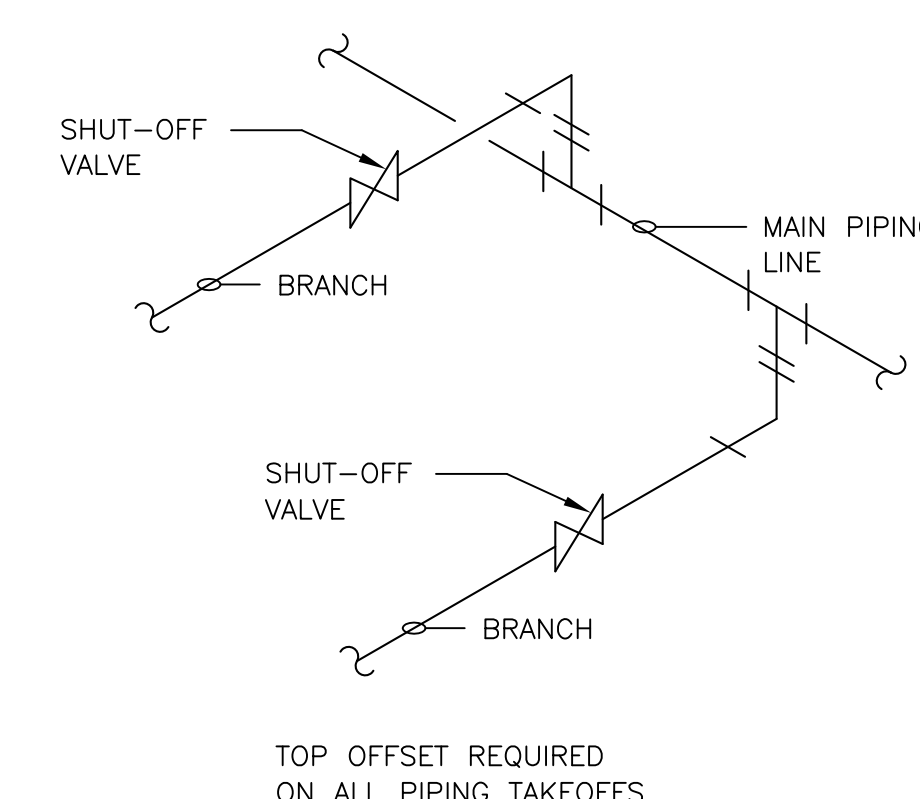 SHUT-OFF
VALVE
MAIN PIPING
LINE
BRANCH
SHUT-OFF
VALVE
BRANCH
TOP OFFSET REQUIRED
ON ALL PIPING TAKEOFFS